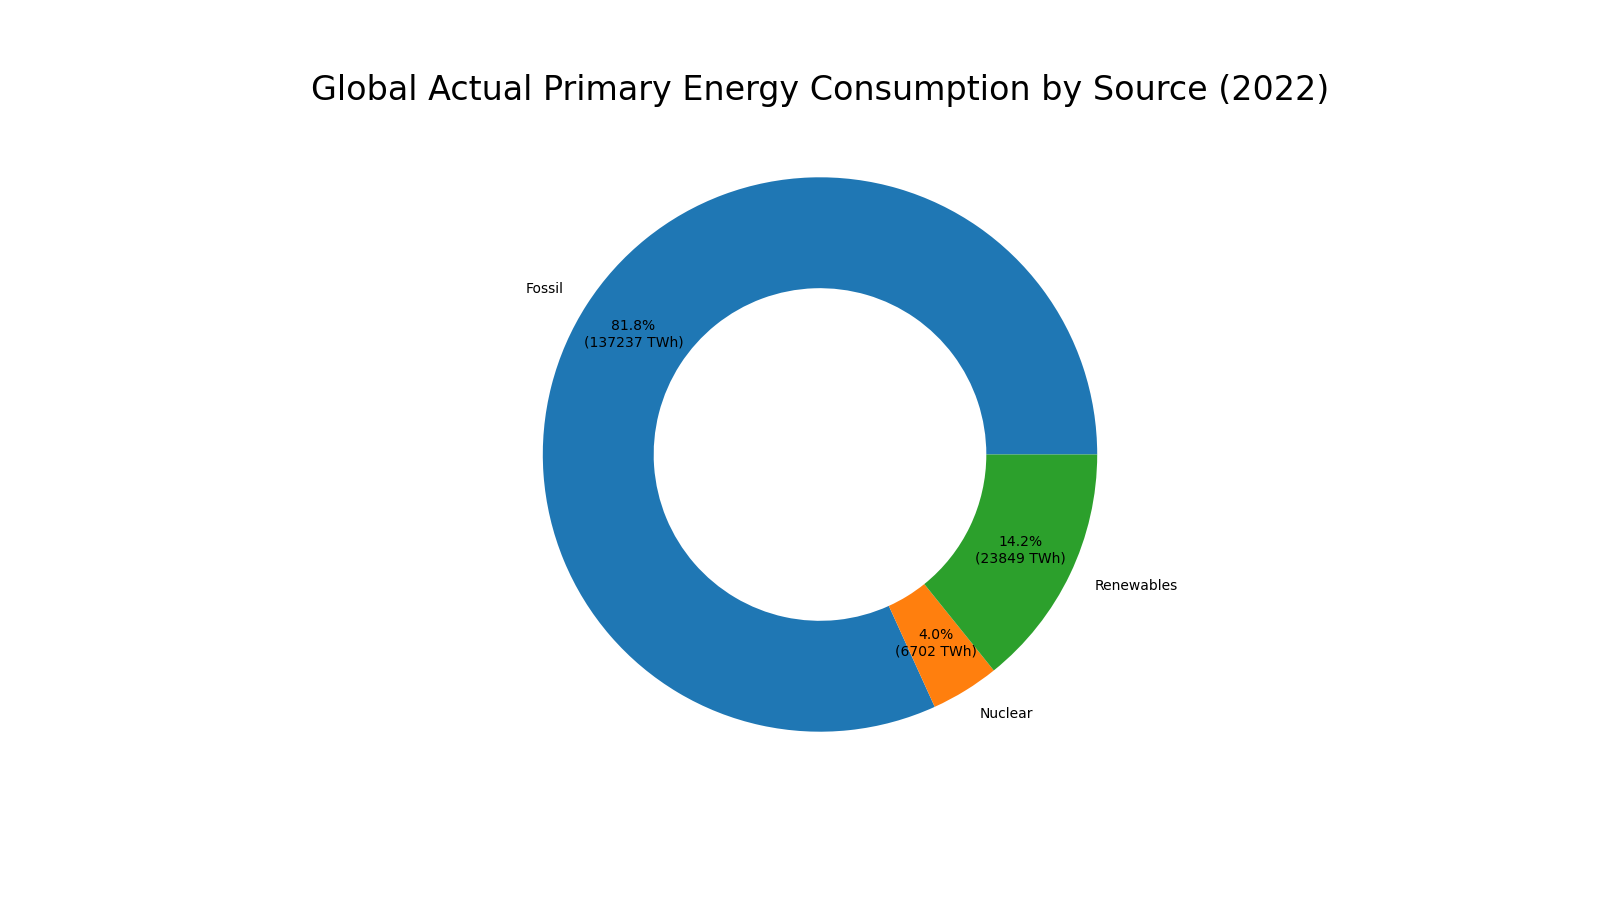 Global Actual Primary Energy Consumption by Source (2022)
Fossil
81.8%
(137237 TWh)
14.2%
(23849 TWh)
Renewables
4.0%
(6702 TWh)
Nuclear